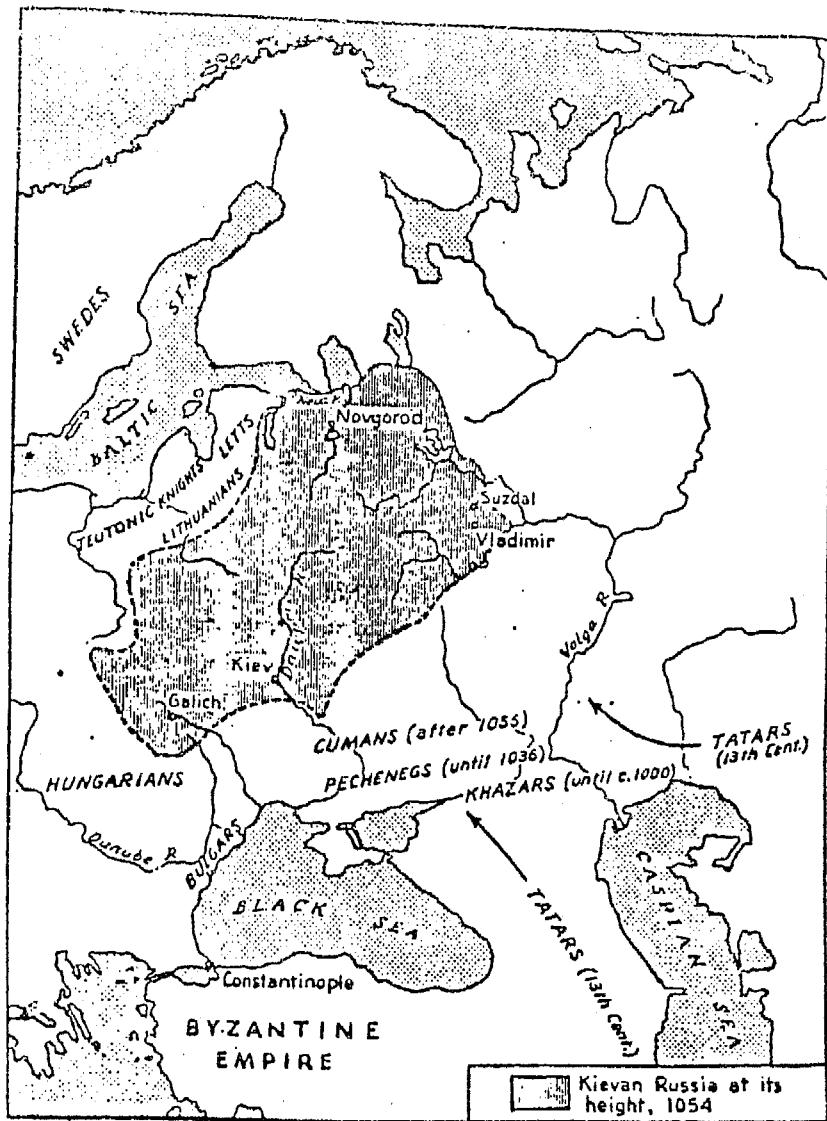 SWEDES
BALTIC SEA
Neva R.
Novgorod
LETTS
TEUTONIC KNIGHTS
LITHUANIANS
Suzdal
Vladimir
Volga R.
Kiev
Galich
CUMANS (after 1055)
TATARS
(13th Cent.)
PECHENEGS (until 1036)
HUNGARIANS
KHAZARS (until c.1000)
Danube R.
BULGARS
BLACK SEA
CASPIAN SEA
TATARS (13th Cent.)
Constantinople
BYZANTINE
EMPIRE
Kievan Russia at its
height, 1054